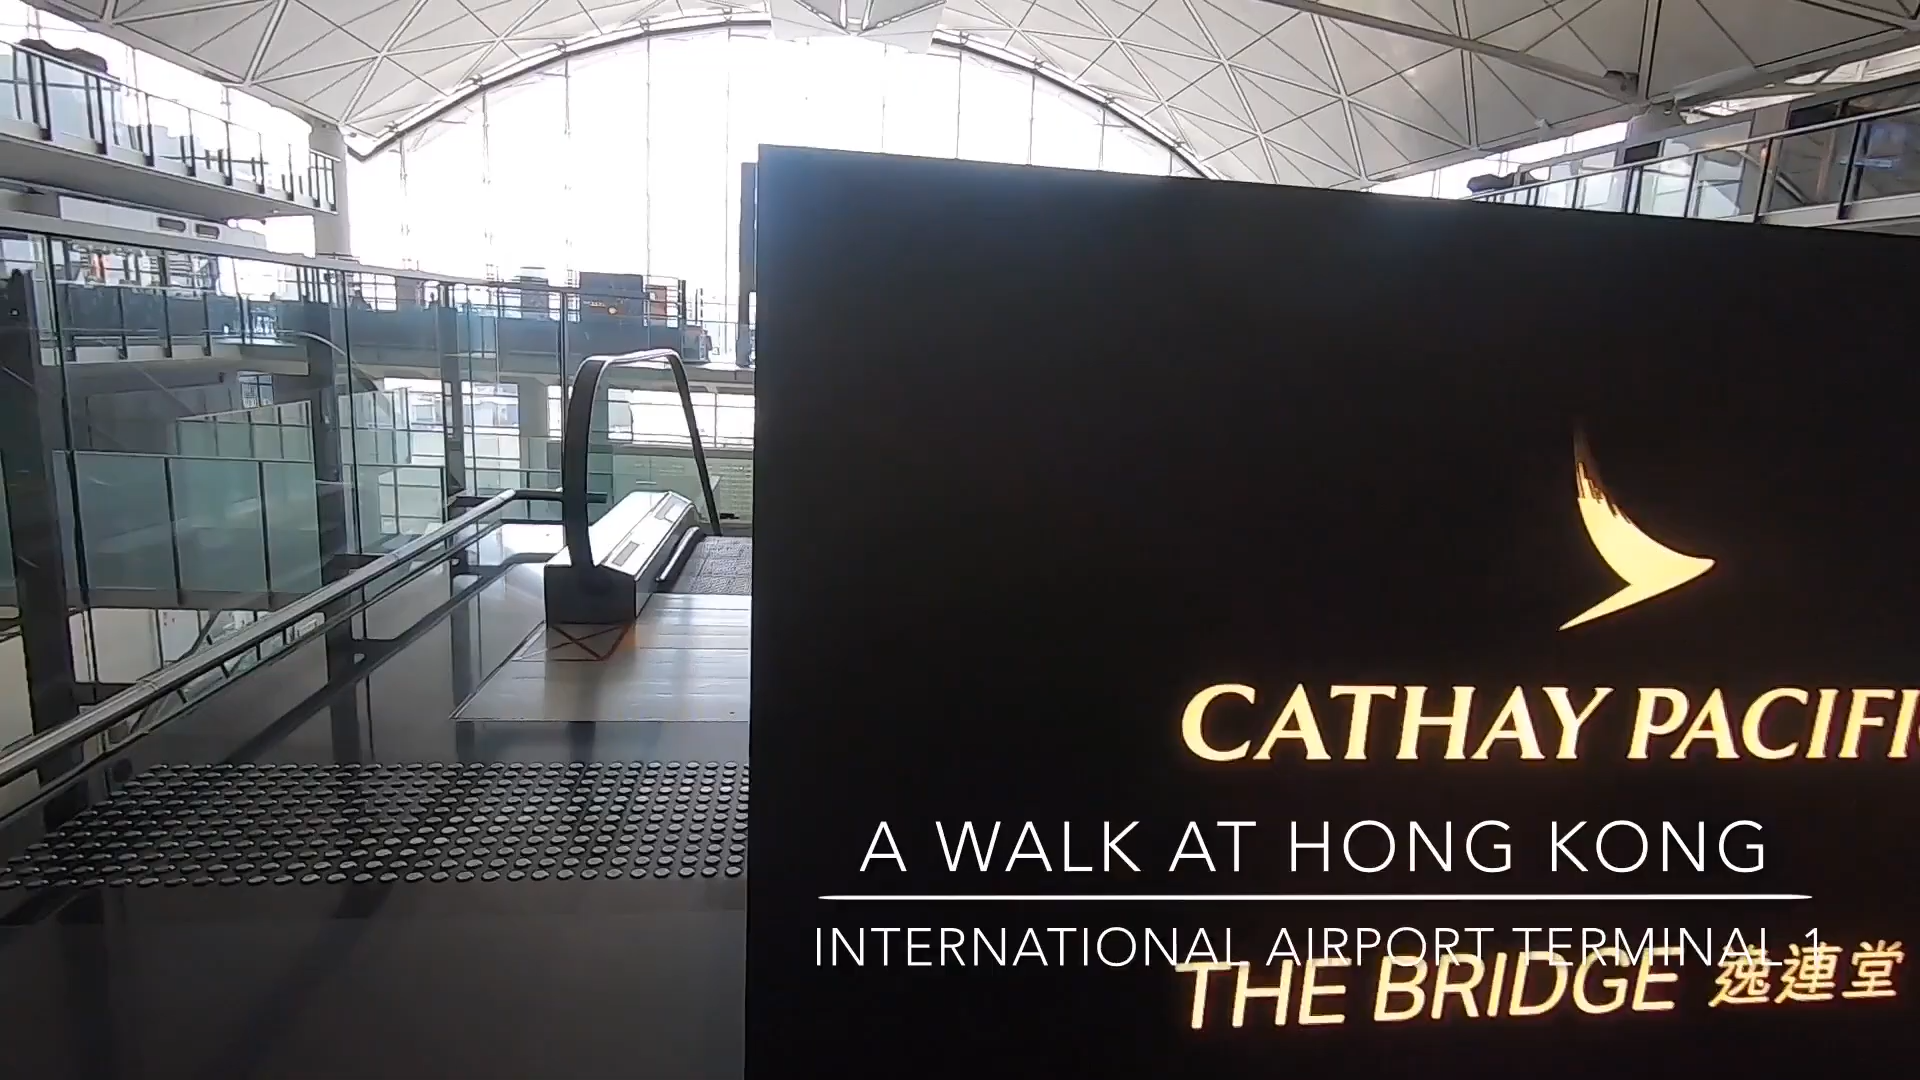 CATHAY PACIFI
A WALK AT HONG KONG
INTERNATIONAL AIRPORT TERMINAL 1
THE BRIDGE 逸連堂